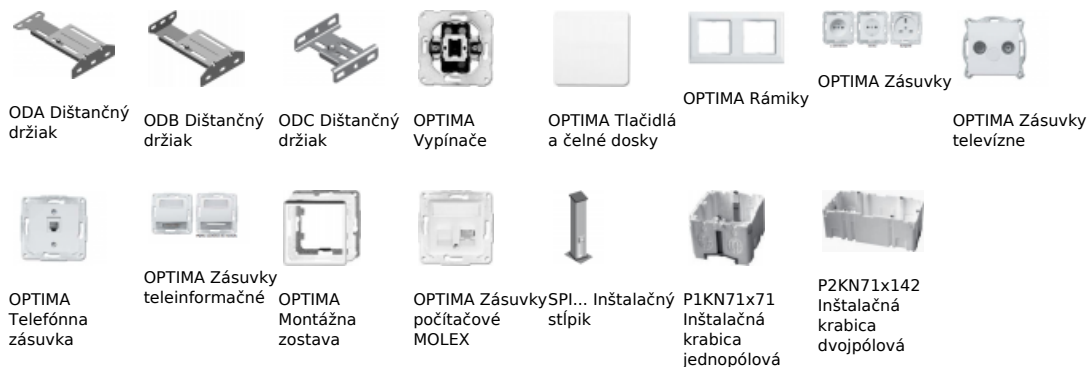 ODA Dištančný
držiak
ODB Dištančný
držiak
ODC Dištančný
držiak
OPTIMA
Vypínače
OPTIMA Tlačidlá
a čelné dosky
OPTIMA Rámiky
OPTIMA Zásuvky
OPTIMA Zásuvky
televízne
OPTIMA
Telefónna
zásuvka
OPTIMA Zásuvky
teleinformačné
OPTIMA
Montážna
zostava
OPTIMA Zásuvky
počítačové
MOLEX
SPI... Inštalačný
stĺpik
P1KN71x71
Inštalačná
krabica
jednopólová
P2KN71x142
Inštalačná
krabica
dvojpólová